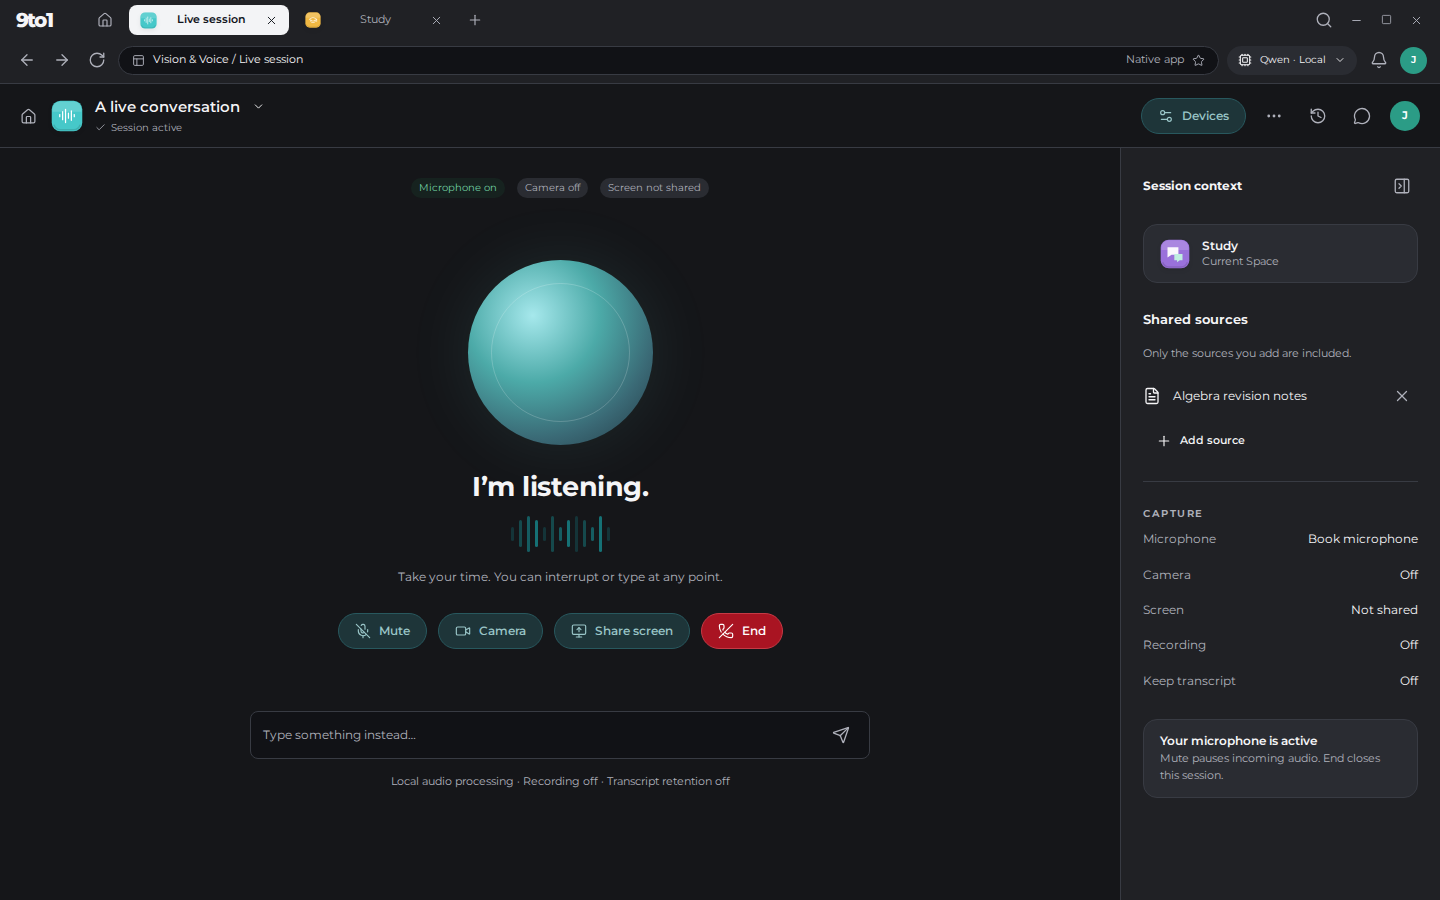 9to1
Live session
Study
Vision & Voice / Live session
Native app
Qwen · Local
J
A live conversation
Session active
Devices
J
Microphone on
Camera off
Screen not shared
I'm listening.
Take your time. You can interrupt or type at any point.
Mute
Camera
Share screen
End
Type something instead...
Local audio processing · Recording off · Transcript retention off
Session context
Study
Current Space
Shared sources
Only the sources you add are included.
Algebra revision notes
Add source
CAPTURE
Microphone Book microphone
Camera Off
Screen Not shared
Recording Off
Keep transcript Off
Your microphone is active
Mute pauses incoming audio. End closes
this session.